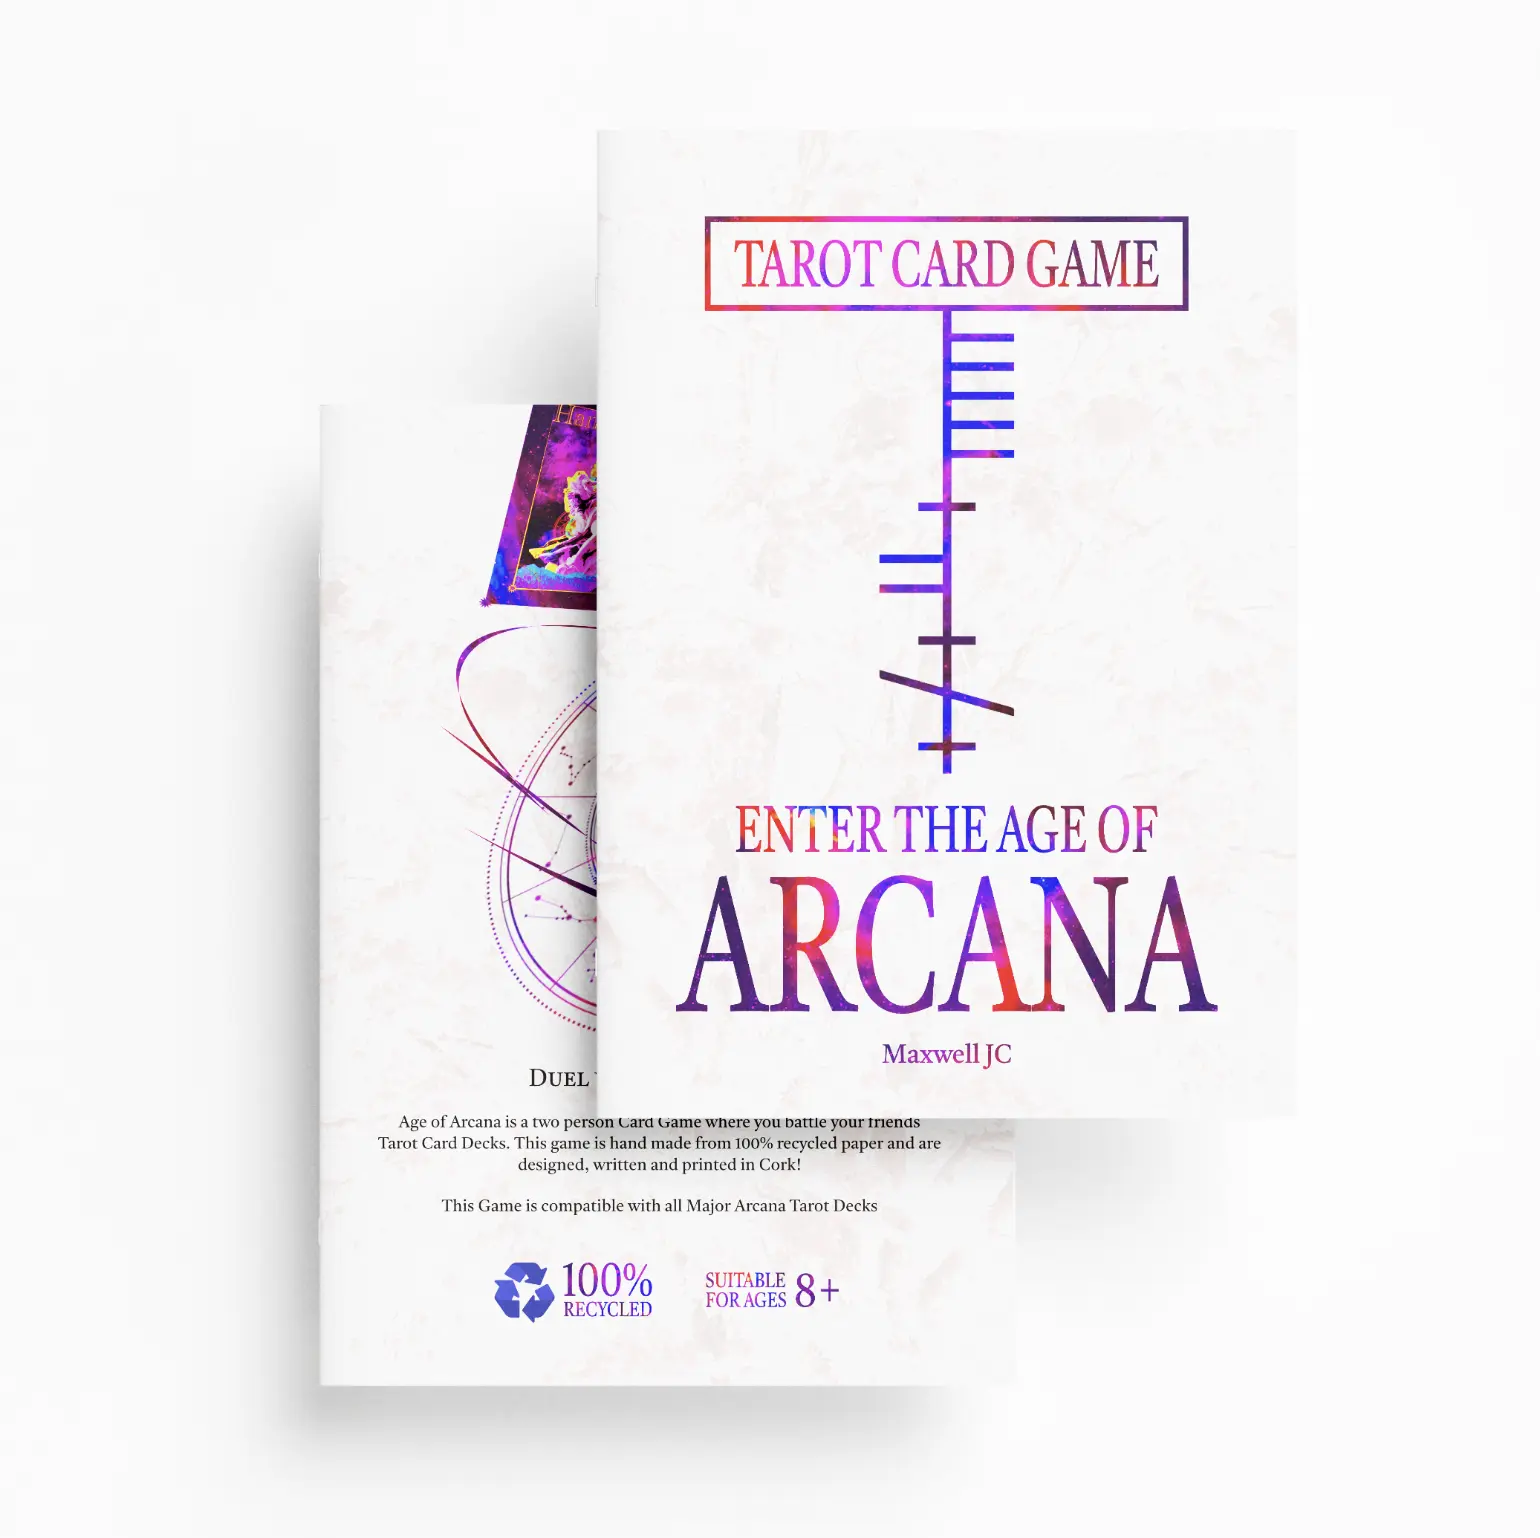 TAROT CARD GAME
ᚐᚋᚐᚇᚐᚅ
ENTER THE AGE OF
ARCANA
Maxwell JC
DUEL
Age of Arcana is a two person Card Game where you battle your friends
Tarot Card Decks. This game is hand made from 100% recycled paper and are
designed, written and printed in Cork!
This Game is compatible with all Major Arcana Tarot Decks
100%
RECYCLED
SUITABLE
FOR AGES 8+